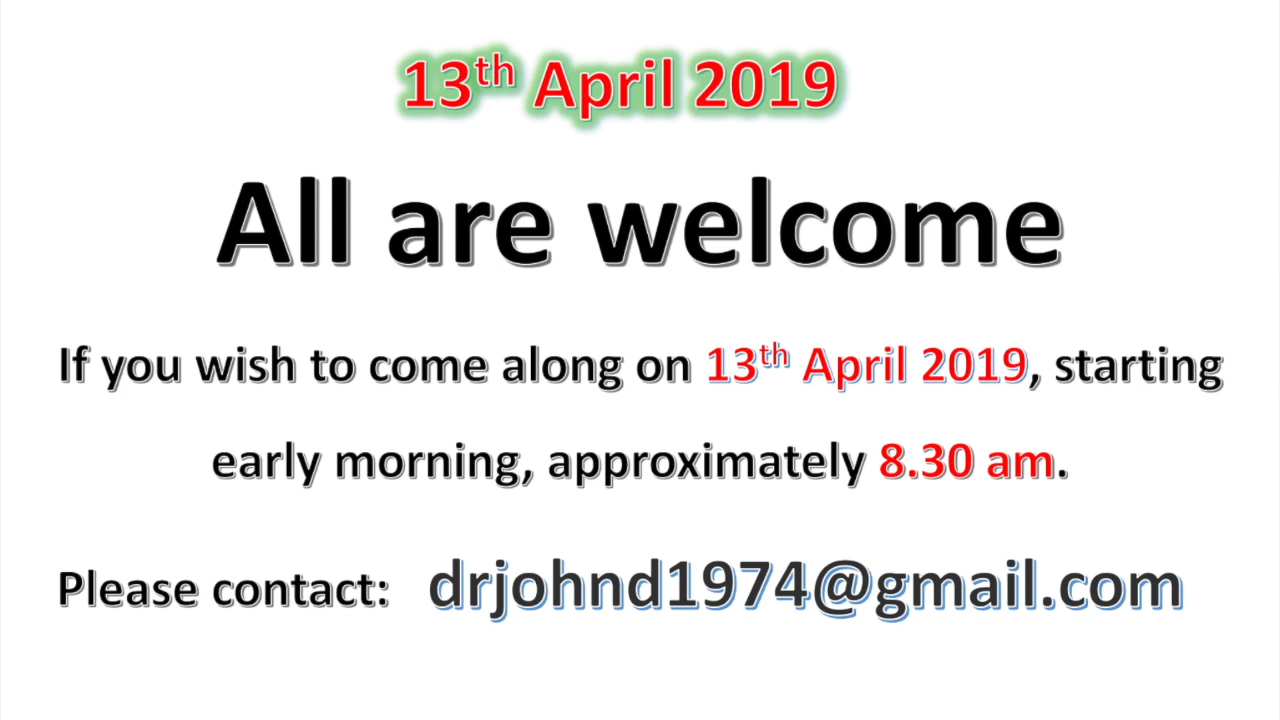 13th April 2019
All are welcome
If you wish to come along on 13th April 2019, starting
early morning, approximately 8.30 am.
Please contact: drjohnd1974@gmail.com